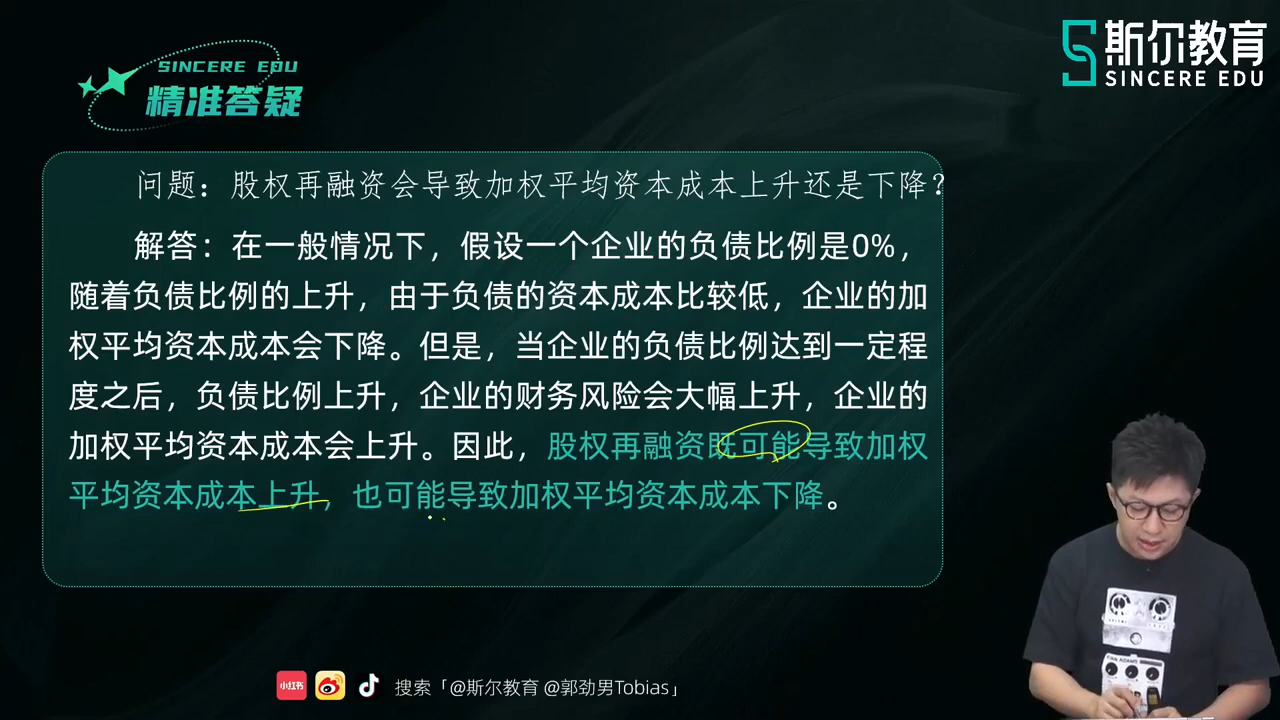 SINCERE EDU
精准答疑
斯尔教育
SINCERE EDU
问题：股权再融资会导致加权平均资本成本上升还是下降？
解答：在一般情况下，假设一个企业的负债比例是0%，
随着负债比例的上升，由于负债的资本成本比较低，企业的加
权平均资本成本会下降。但是，当企业的负债比例达到一定程
度之后，负债比例上升，企业的财务风险会大幅上升，企业的
加权平均资本成本会上升。因此，股权再融资既可能导致加权
平均资本成本上升，也可能导致加权平均资本成本下降。
小红书
搜索「@斯尔教育 @郭劲男Tobias」